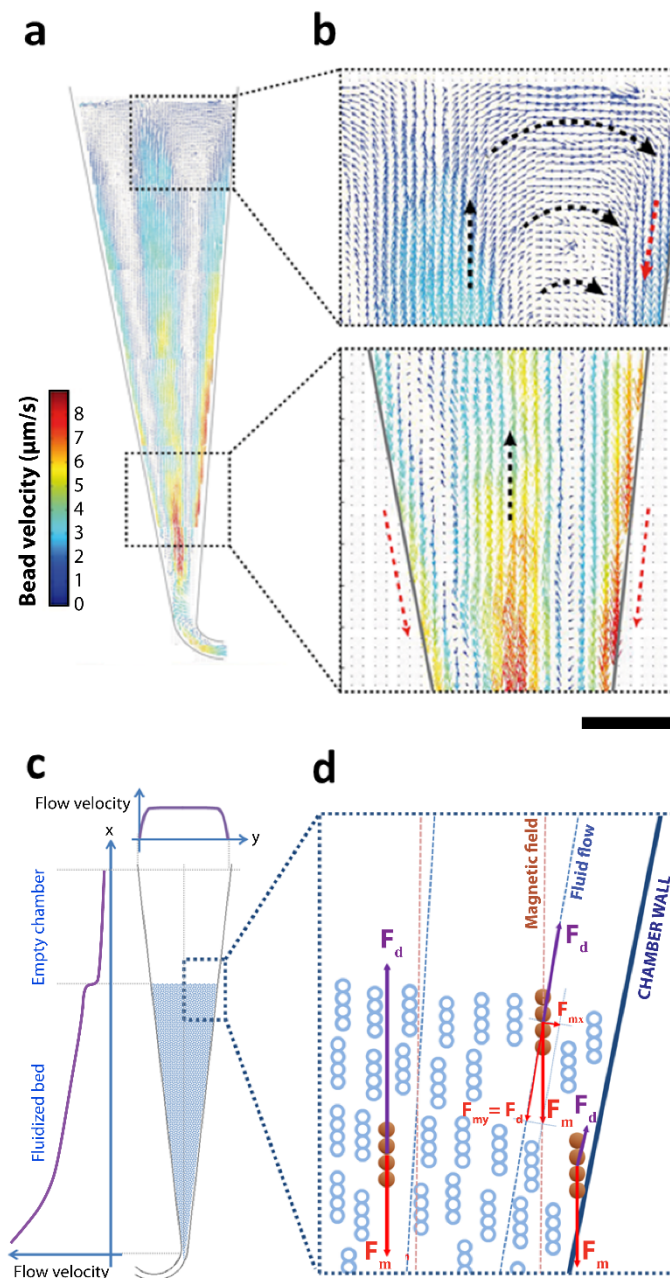 a
b
Bead velocity (µm/s)
8
7
6
5
4
3
2
1
0
c
d
Flow velocity
x
y
Empty chamber
Fluidized bed
Flow velocity
Magnetic field
Fluid flow
CHAMBER WALL
Fd
Fd
Fmx
Fmy= Fd
Fm
Fd
Fm
Fm